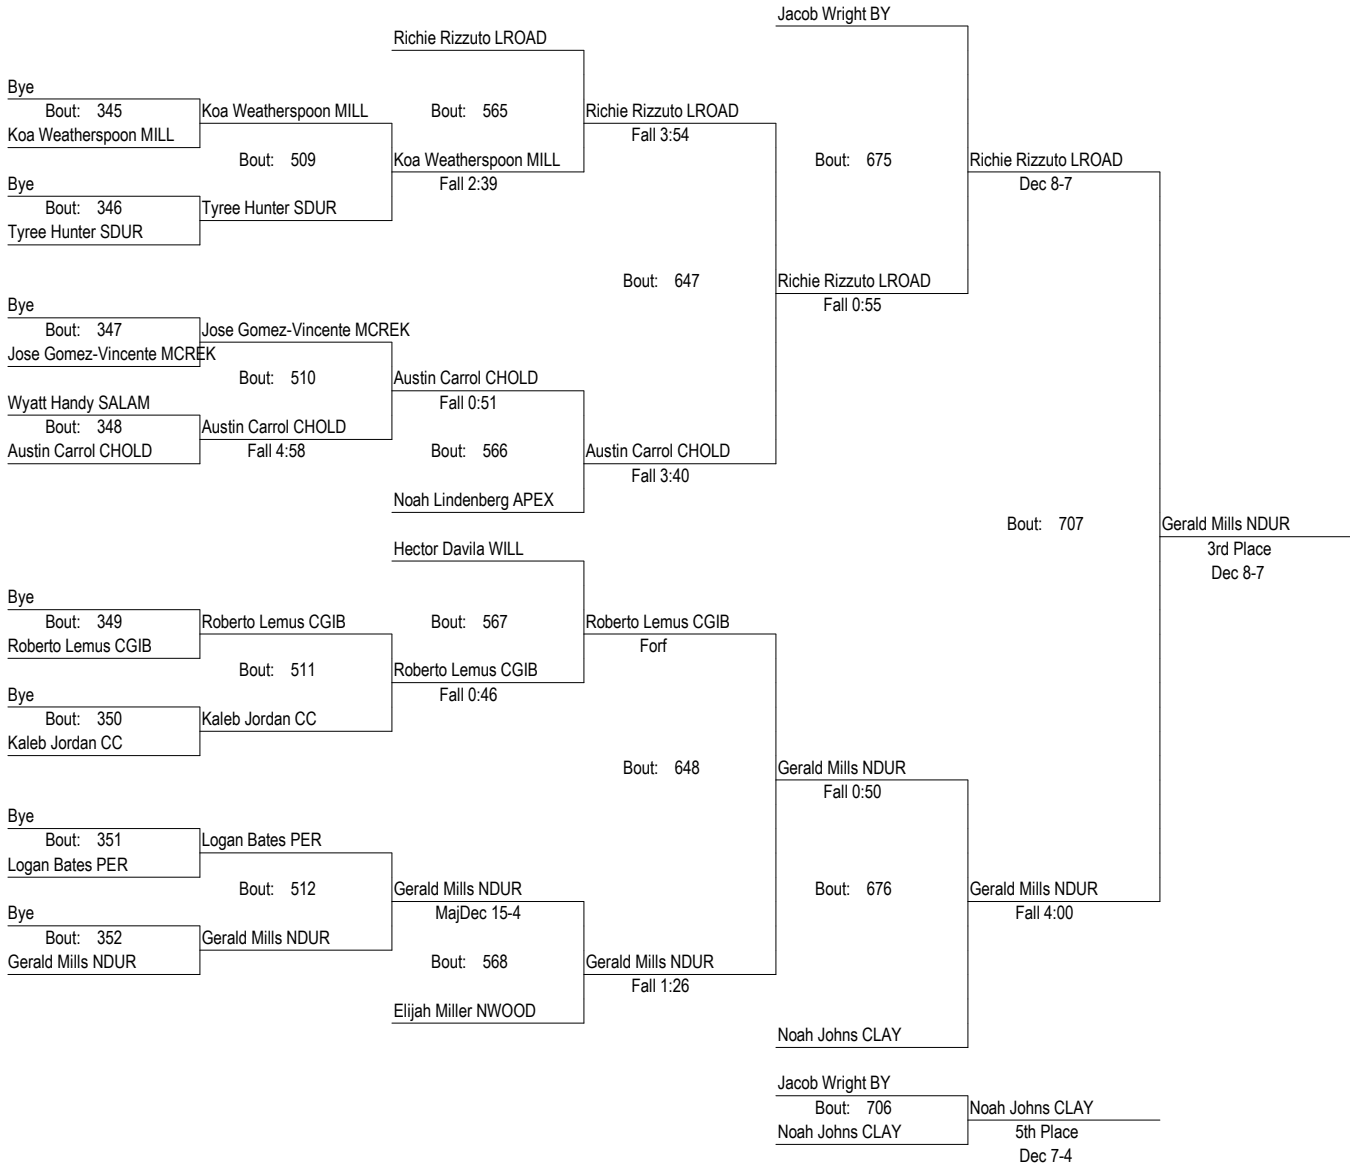 Jacob Wright BY
Richie Rizzuto LROAD
Bye
Bout: 345
Koa Weatherspoon MILL
Koa Weatherspoon MILL
Bout: 565
Richie Rizzuto LROAD
Fall 3:54
Bout: 509
Koa Weatherspoon MILL
Fall 2:39
Bout: 675
Richie Rizzuto LROAD
Dec 8-7
Bye
Bout: 346
Tyree Hunter SDUR
Tyree Hunter SDUR
Bout: 647
Richie Rizzuto LROAD
Fall 0:55
Bye
Bout: 347
Jose Gomez-Vincente MCREK
Jose Gomez-Vincente MCREK
Bout: 510
Austin Carrol CHOLD
Fall 0:51
Wyatt Handy SALAM
Bout: 348
Austin Carrol CHOLD
Austin Carrol CHOLD
Fall 4:58
Bout: 566
Austin Carrol CHOLD
Fall 3:40
Noah Lindenberg APEX
Bout: 707
Gerald Mills NDUR
3rd Place
Dec 8-7
Hector Davila WILL
Bye
Bout: 349
Roberto Lemus CGIB
Roberto Lemus CGIB
Bout: 567
Roberto Lemus CGIB
Forf
Bout: 511
Roberto Lemus CGIB
Fall 0:46
Bye
Bout: 350
Kaleb Jordan CC
Kaleb Jordan CC
Bout: 648
Gerald Mills NDUR
Fall 0:50
Bye
Bout: 351
Logan Bates PER
Logan Bates PER
Bout: 512
Gerald Mills NDUR
MajDec 15-4
Bout: 676
Gerald Mills NDUR
Fall 4:00
Bye
Bout: 352
Gerald Mills NDUR
Gerald Mills NDUR
Bout: 568
Gerald Mills NDUR
Fall 1:26
Elijah Miller NWOOD
Noah Johns CLAY
Jacob Wright BY
Bout: 706
Noah Johns CLAY
Noah Johns CLAY
5th Place
Dec 7-4